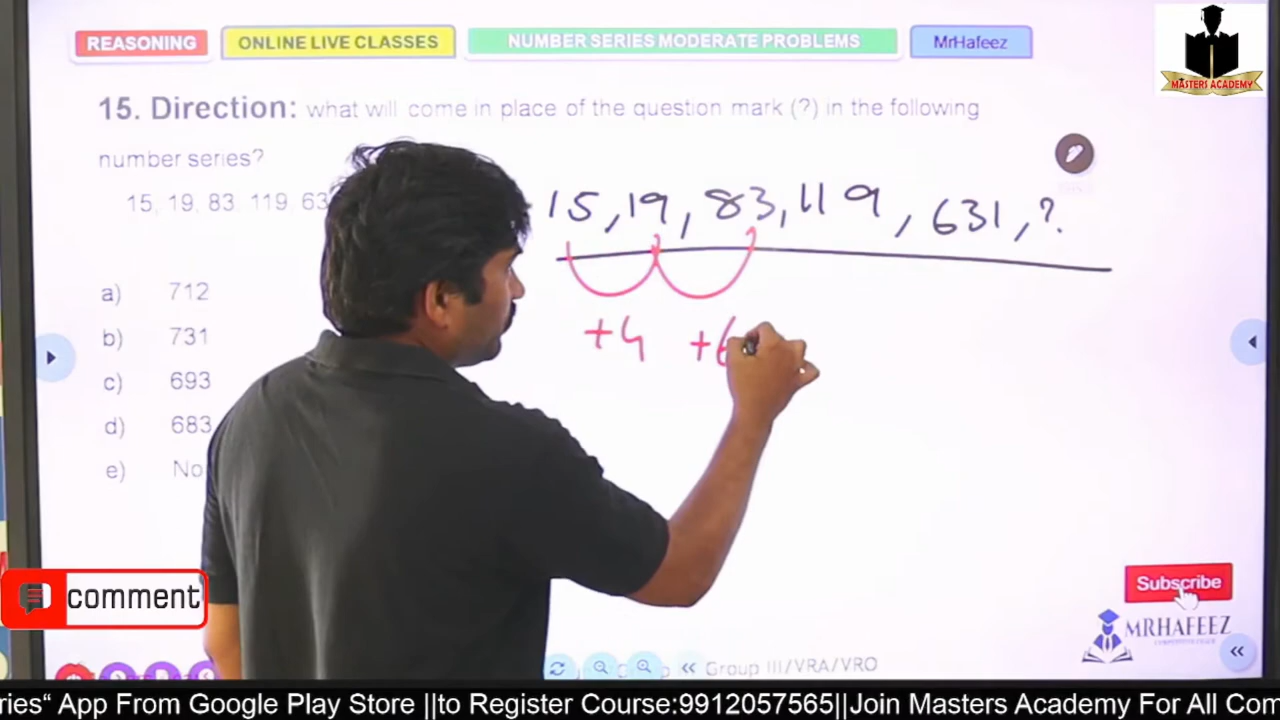 REASONING ONLINE LIVE CLASSES NUMBER SERIES MODERATE PROBLEMS MrHafeez
MASTERS ACADEMY
15. Direction: what will come in place of the question mark (?) in the following
number series?
15, 19, 83, 119, 63
15, 19, 83, 119, 631, ?
+4 +6
a) 712
b) 731
c) 693
d) 683
e) No
comment
Subscribe
MRHAFEEZ
Group III/VRA/VRO
ries“ App From Google Play Store ||to Register Course:9912057565||Join Masters Academy For All Com